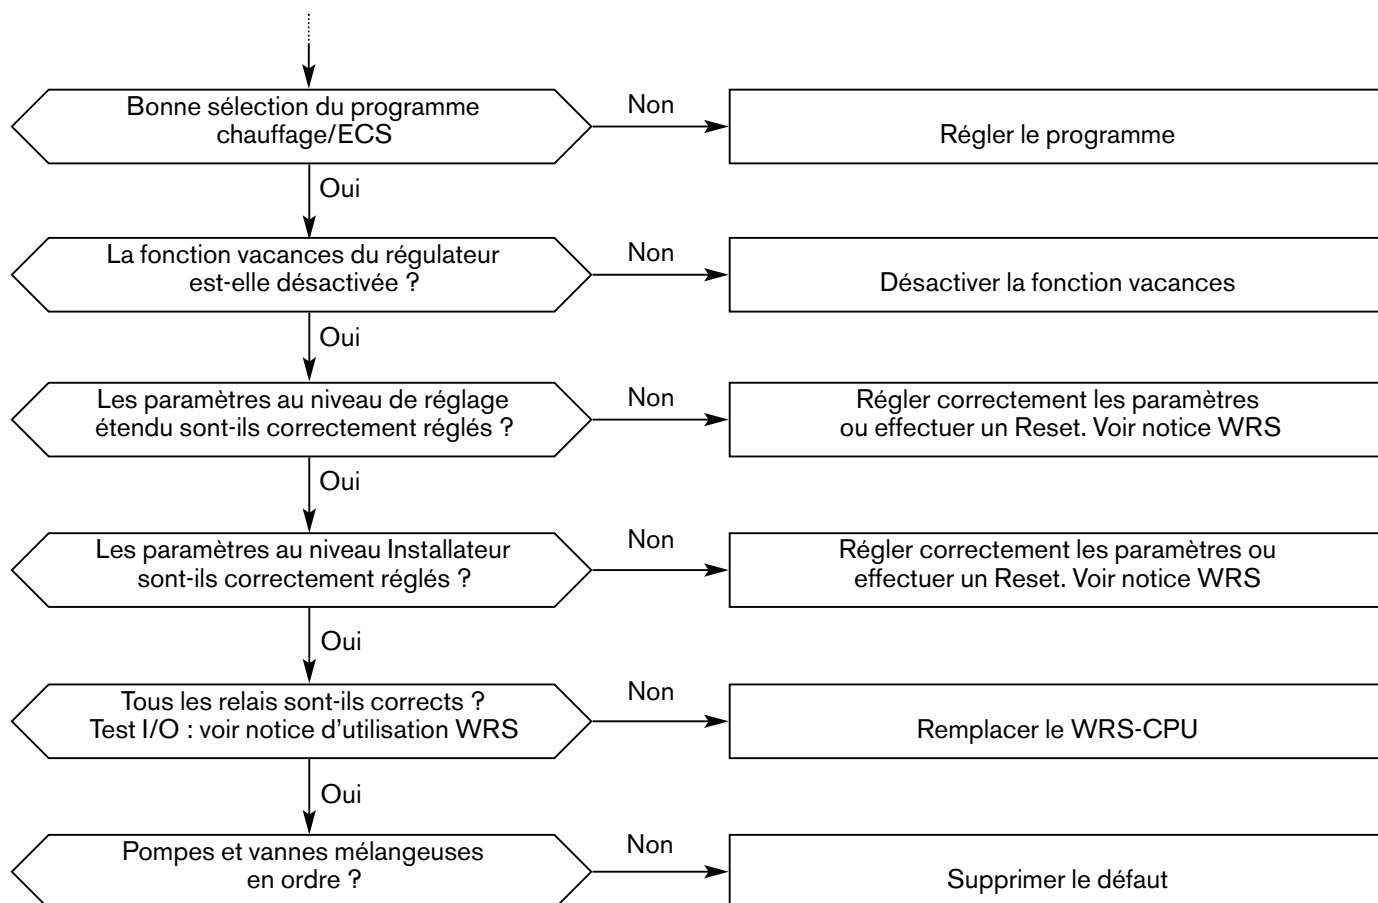 Bonne sélection du programme
chauffage/ECS
Non
Régler le programme
Oui
La fonction vacances du régulateur
est-elle désactivée ?
Non
Désactiver la fonction vacances
Oui
Les paramètres au niveau de réglage
étendu sont-ils correctement réglés ?
Non
Régler correctement les paramètres
ou effectuer un Reset. Voir notice WRS
Oui
Les paramètres au niveau Installateur
sont-ils correctement réglés ?
Non
Régler correctement les paramètres ou
effectuer un Reset. Voir notice WRS
Oui
Tous les relais sont-ils corrects ?
Test I/O : voir notice d'utilisation WRS
Non
Remplacer le WRS-CPU
Oui
Pompes et vannes mélangeuses
en ordre ?
Non
Supprimer le défaut